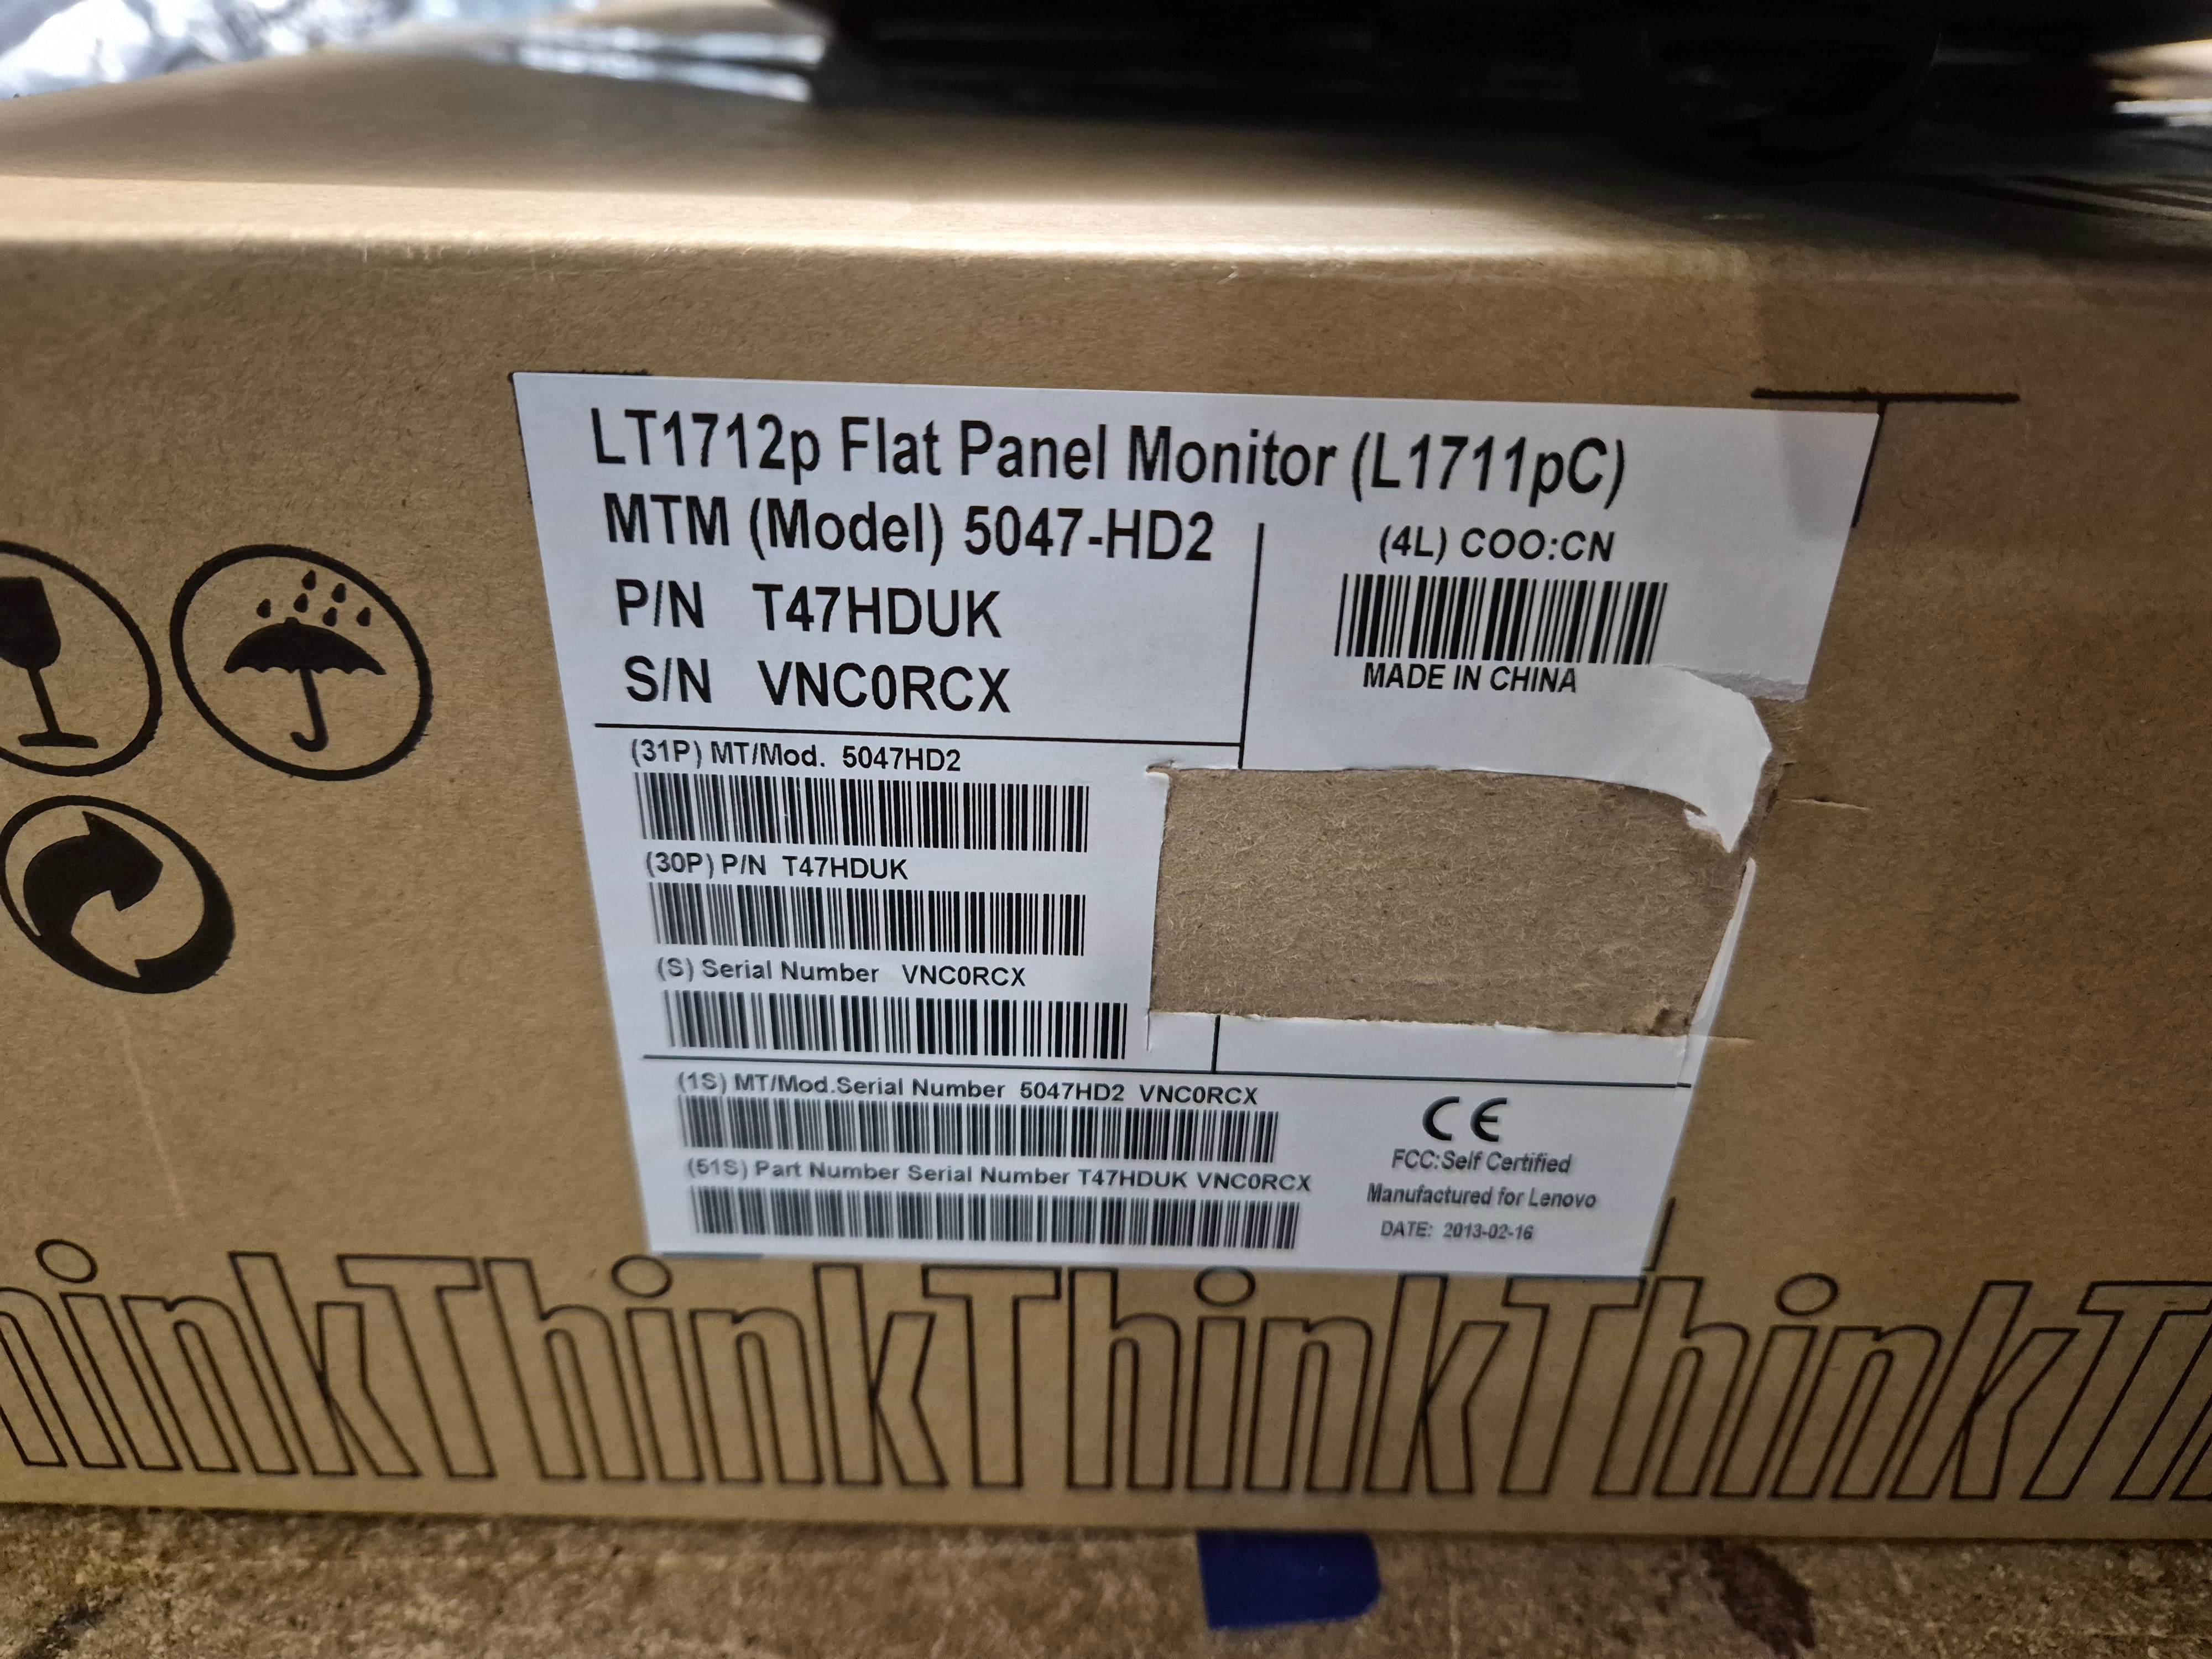 LT1712p Flat Panel Monitor (L1711pC)
MTM (Model) 5047-HD2
P/N T47HDUK
S/N VNC0RCX
(4L) COO:CN
MADE IN CHINA
(31P) MT/Mod. 5047HD2
(30P) P/N T47HDUK
(S) Serial Number VNC0RCX
(1S) MT/Mod.Serial Number 5047HD2 VNC0RCX
(51S) Part Number Serial Number T47HDUK VNC0RCX
CE
FCC:Self Certified
Manufactured for Lenovo
DATE: 2013-02-16
hinkThinkThinkThinkTh